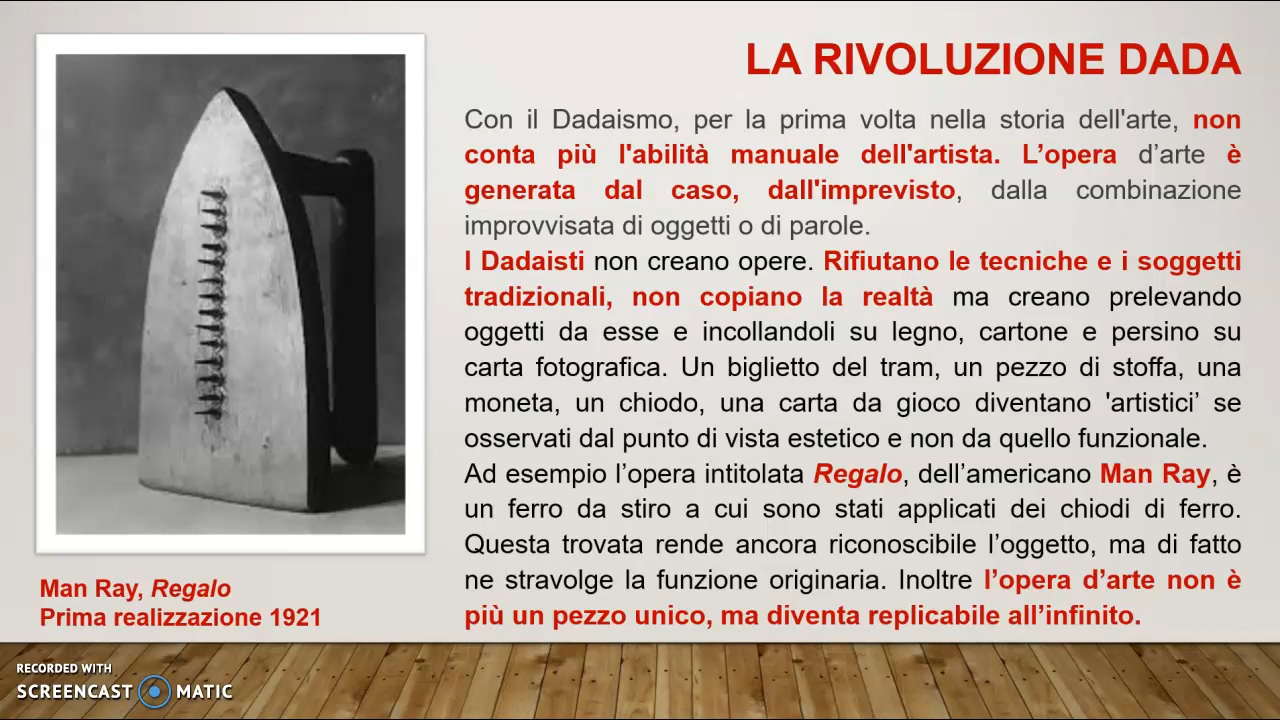 LA RIVOLUZIONE DADA
Con il Dadaismo, per la prima volta nella storia dell'arte, non
conta più l'abilità manuale dell'artista. L’opera d’arte è
generata dal caso, dall'imprevisto, dalla combinazione
improvvisata di oggetti o di parole.
I Dadaisti non creano opere. Rifiutano le tecniche e i soggetti
tradizionali, non copiano la realtà ma creano prelevando
oggetti da esse e incollandoli su legno, cartone e persino su
carta fotografica. Un biglietto del tram, un pezzo di stoffa, una
moneta, un chiodo, una carta da gioco diventano 'artistici’ se
osservati dal punto di vista estetico e non da quello funzionale.
Ad esempio l’opera intitolata Regalo, dell’americano Man Ray, è
un ferro da stiro a cui sono stati applicati dei chiodi di ferro.
Questa trovata rende ancora riconoscibile l’oggetto, ma di fatto
ne stravolge la funzione originaria. Inoltre l’opera d’arte non è
più un pezzo unico, ma diventa replicabile all’infinito.
Man Ray, Regalo
Prima realizzazione 1921
RECORDED WITH
SCREENCAST MATIC